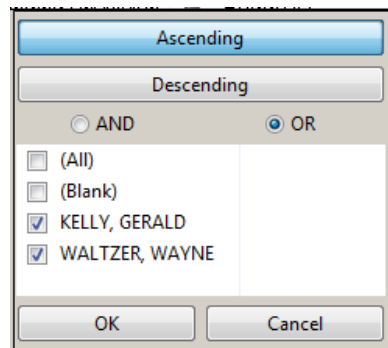 Ascending
Descending
AND OR
(All)
(Blank)
KELLY, GERALD
WALTZER, WAYNE
OK Cancel